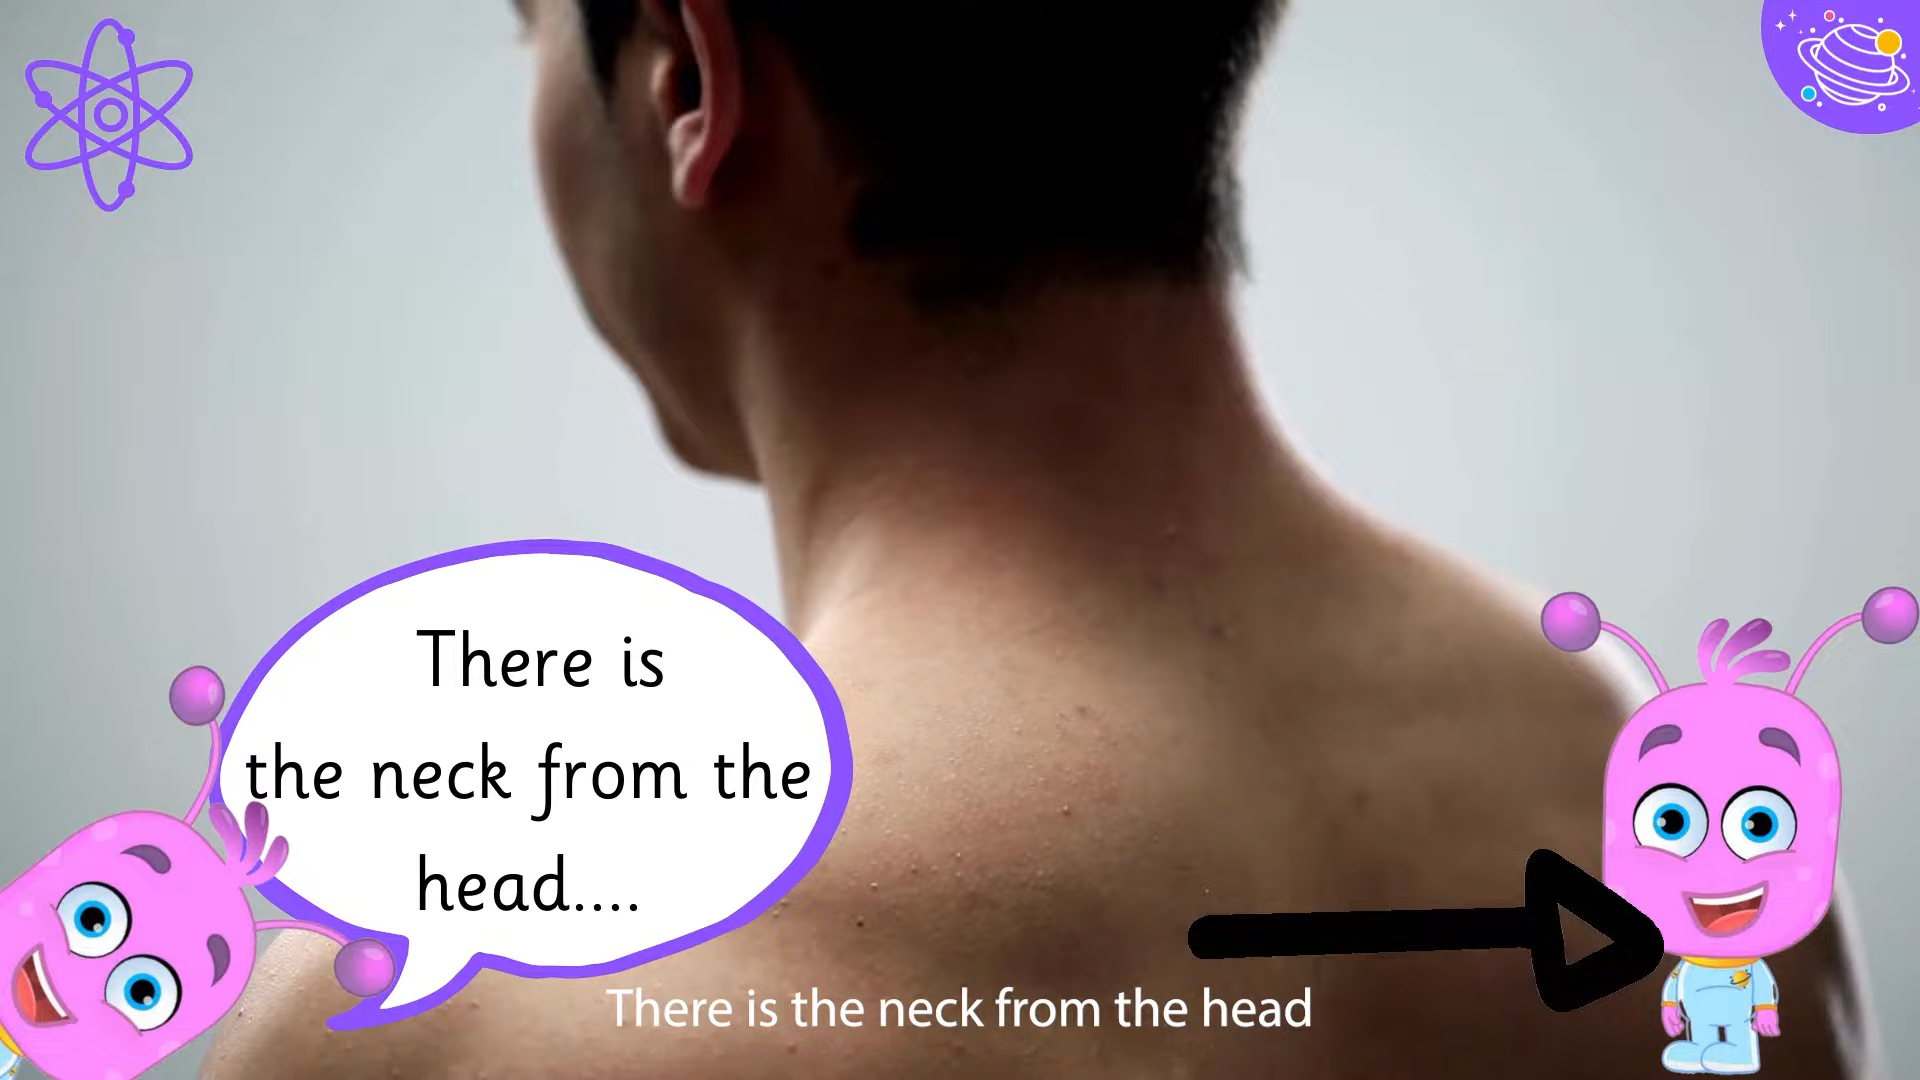 There is
the neck from the
head....
There is the neck from the head